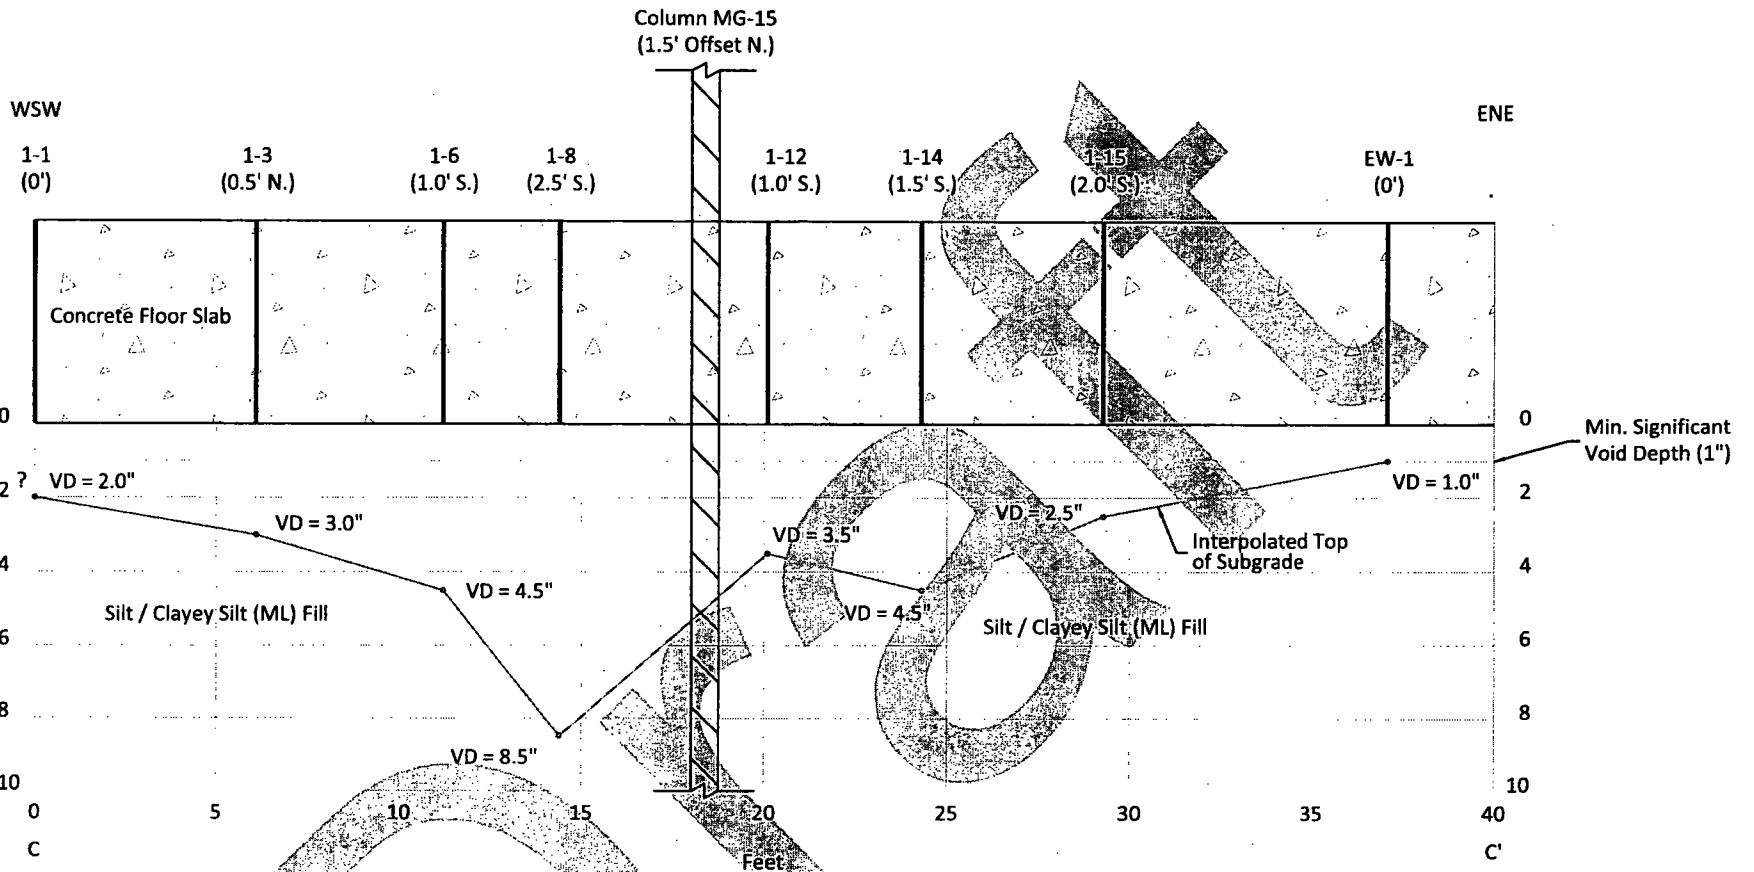 Column MG-15
(1.5' Offset N.)
WSW
ENE
1-1
(0')
1-3
(0.5' N.)
1-6
(1.0' S.)
1-8
(2.5' S.)
1-12
(1.0' S.)
1-14
(1.5' S.)
1-15
(2.0' S.)
EW-1
(0')
Concrete Floor Slab
0
0
Min. Significant
Void Depth (1")
?
VD = 2.0"
2
VD = 3.0"
VD = 4.5"
VD = 8.5"
VD = 3.5"
VD = 4.5"
VD = 2.5"
VD = 1.0"
2
Interpolated Top
of Subgrade
4
4
Silt / Clayey Silt (ML) Fill
Silt / Clayey Silt (ML) Fill
6
6
8
8
10
10
0
5
10
15
20
25
30
35
40
C
Feet
C'
Draft